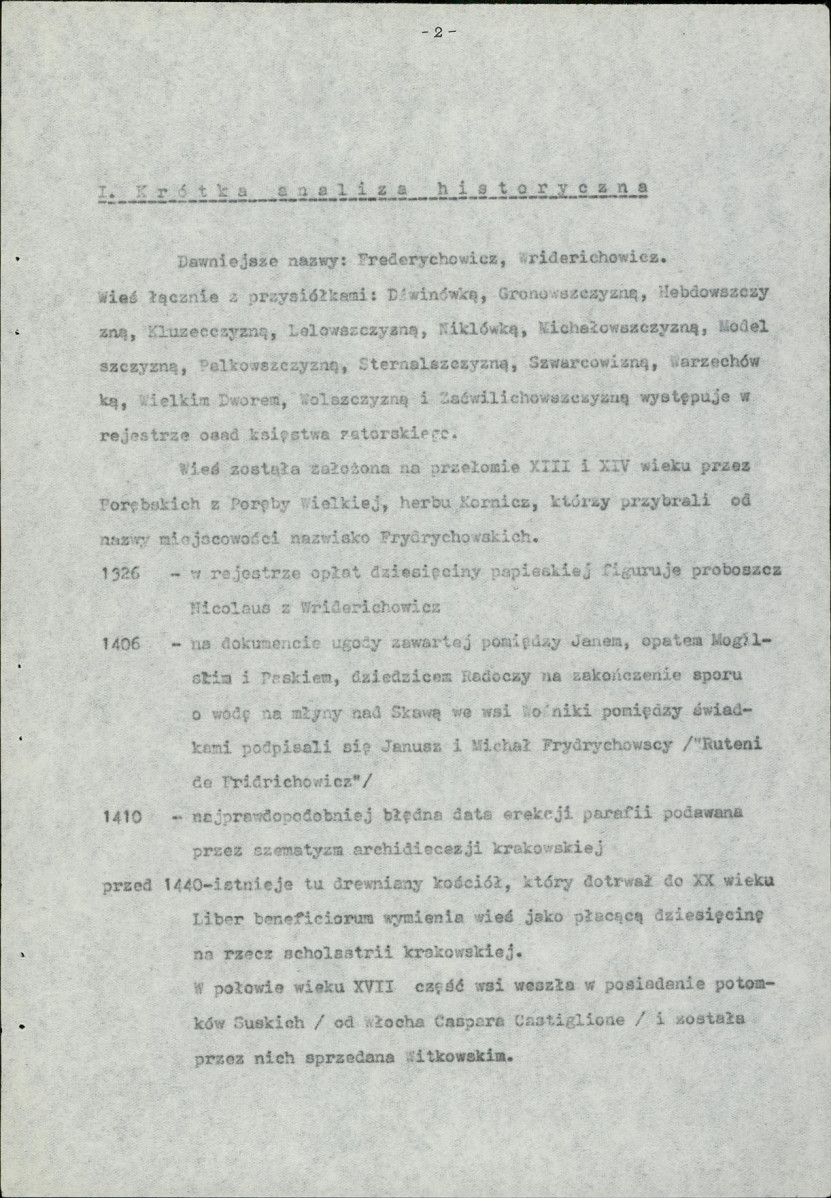 - 2 -
I. Krótka analiza historyczna
Dawniejsze nazwy: Frederychowicz, Wriderichowicz.
Wieś łącznie z przysiółkami: Dźwinówką, Gronowszczyzną, Hebdowszczy
zną, Kluzecczyzną, Lelowszczyzną, Niklówką, Michałowszczyzną, Model
szczyzną, Palkowszczyzną, Sternalszczyzną, Szwarcowizną, Warzechów
ką, Wielkim Dworem, Wolszczyzną i Zaćwilichowszczyzną występuje w
rejestrze osad księstwa zatorskiego.
Wieś została założona na przełomie XIII i XIV wieku przez
Porębskich z Poręby Wielkiej, herbu Kornicz, którzy przybrali od
nazwy miejscowości nazwisko Frydrychowskich.
1326 - w rejestrze opłat dziesięciny papieskiej figuruje proboszcz
Nicolaus z Wriderichowicz
1406 - na dokumencie ugody zawartej pomiędzy Janem, opatem Mogil-
skim i Paskiem, dziedzicem Radoczy na zakończenie sporu
o wodę na młyny nad Skawą we wsi Woźniki pomiędzy świad-
kami podpisali się Janusz i Michał Frydrychowscy /"Ruteni
de Fridrichowicz"/
1410 - najprawdopodobniej błędna data erekcji parafii podawana
przez szematyzm archidiecezji krakowskiej
przed 1440-istnieje tu drewniany kościół, który dotrwał do XX wieku
Liber beneficiorum wymienia wieś jako płacącą dziesięcinę
na rzecz scholastrii krakowskiej.
W połowie wieku XVII część wsi weszła w posiadanie potom-
ków Suskich / od Włocha Caspara Castiglione / i została
przez nich sprzedana Witkowskim.